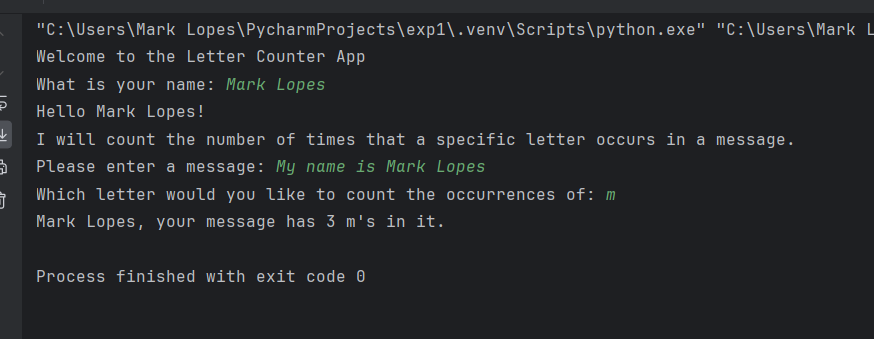 "C:\Users\Mark Lopes\PycharmProjects\exp1\.venv\Scripts\python.exe" "C:\Users\Mark L
Welcome to the Letter Counter App
What is your name: Mark Lopes
Hello Mark Lopes!
I will count the number of times that a specific letter occurs in a message.
Please enter a message: My name is Mark Lopes
Which letter would you like to count the occurrences of: m
Mark Lopes, your message has 3 m's in it.
Process finished with exit code 0